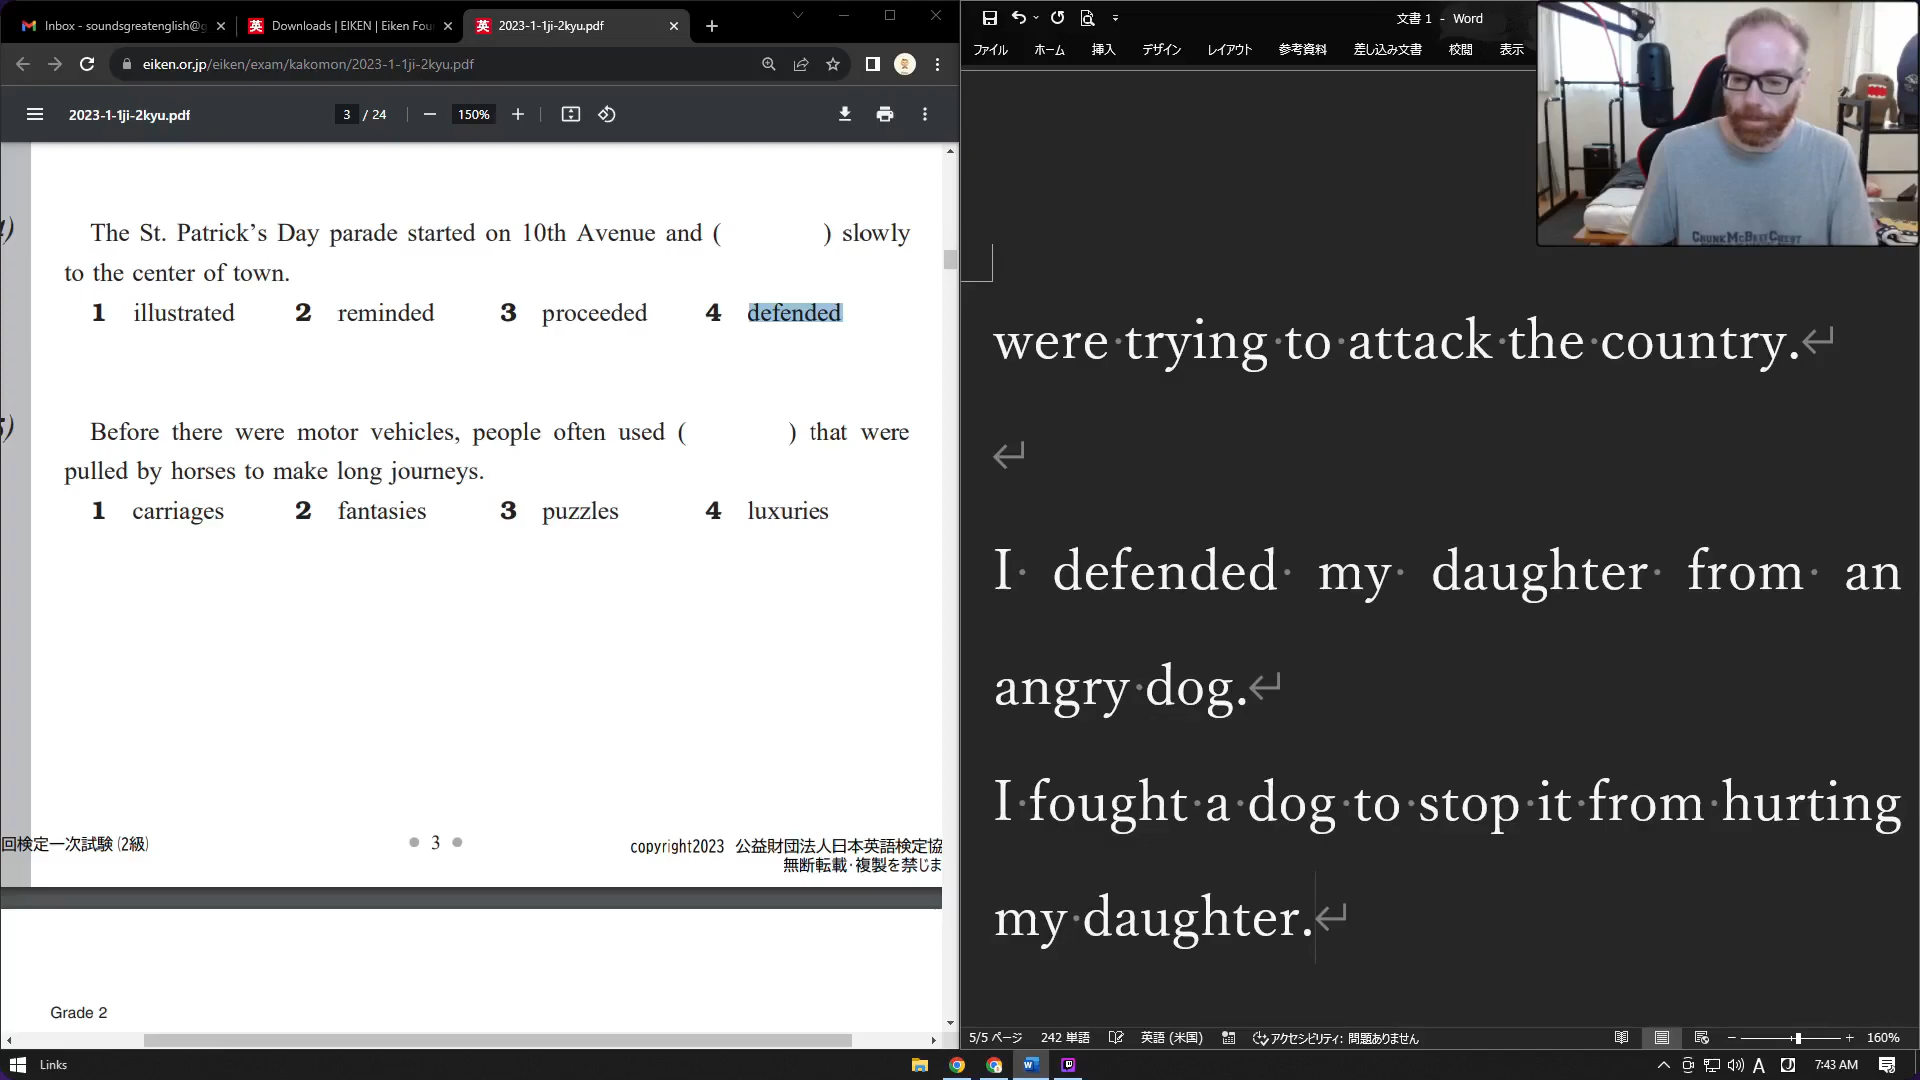 Inbox - soundsgreatenglish@g
Downloads | EIKEN | Eiken Foun
2023-1-1ji-2kyu.pdf
eiken.or.jp/eiken/exam/kakomon/2023-1-1ji-2kyu.pdf
2023-1-1ji-2kyu.pdf
3 / 24
150%
The St. Patrick's Day parade started on 10th Avenue and ( ) slowly
to the center of town.
1 illustrated 2 reminded 3 proceeded 4 defended
Before there were motor vehicles, people often used ( ) that were
pulled by horses to make long journeys.
1 carriages 2 fantasies 3 puzzles 4 luxuries
回検定一次試験 (2級)
3
copyright2023 公益財団法人日本英語検定協
無断転載・複製を禁じま
Grade 2
文書 1 - Word
ファイル ホーム 挿入 デザイン レイアウト 参考資料 差し込み文書 校閲 表示
were trying to attack the country.
I defended my daughter from an
angry dog.
I fought a dog to stop it from hurting
my daughter.
5/5 ページ 242 単語 英語 (米国) アクセシビリティ: 問題ありません 160%
Links
A
7:43 AM